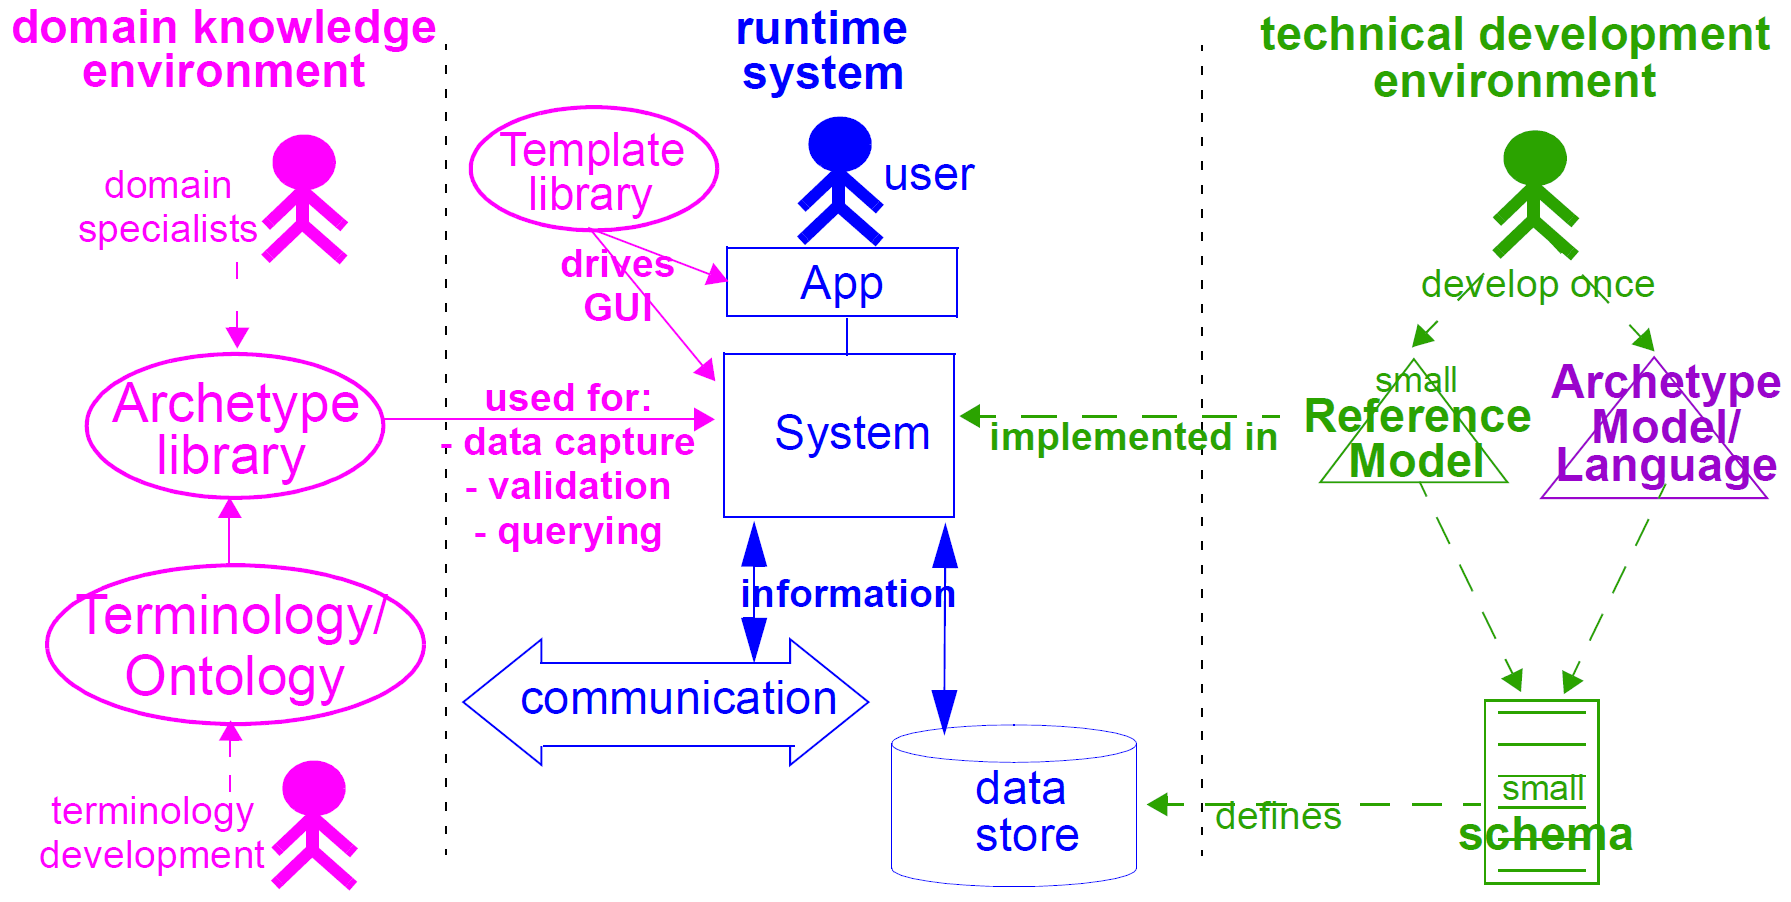 domain knowledge
environment
domain
specialists
Archetype
library
Terminology/
Ontology
terminology
development
runtime
system
Template
library
user
drives
GUI
App
used for:
- data capture
- validation
- querying
System
information
communication
data
store
technical development
environment
develop once
small
Reference
Model
Archetype
Model/
Language
implemented in
defines
small
schema